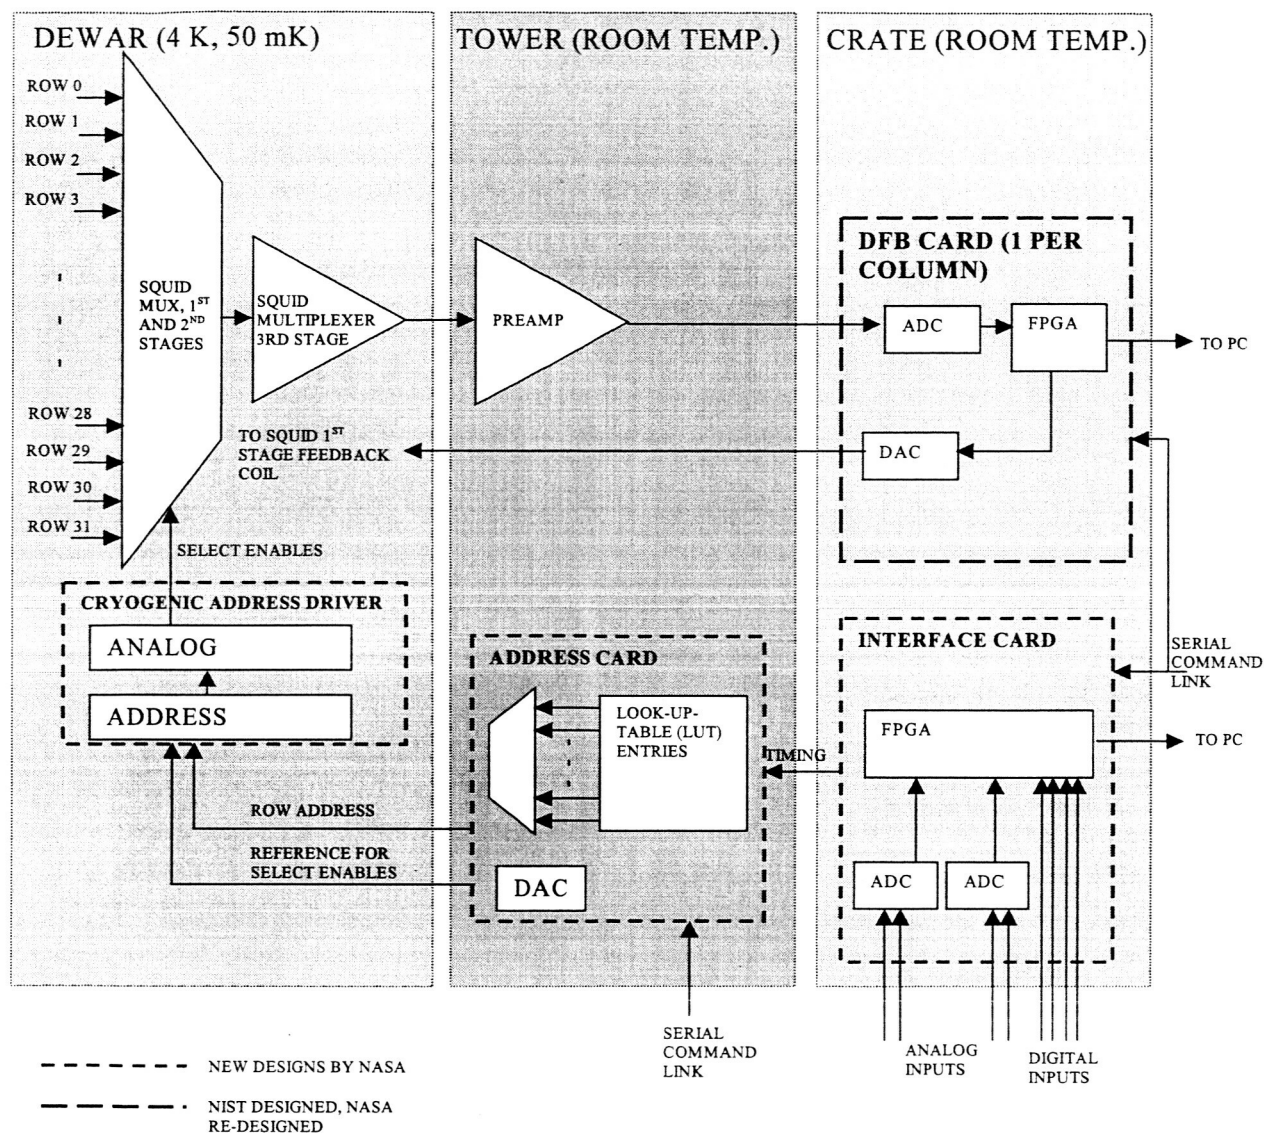 DEWAR (4 K, 50 mK)
TOWER (ROOM TEMP.)
CRATE (ROOM TEMP.)
ROW 0
ROW 1
ROW 2
ROW 3
ROW 28
ROW 29
ROW 30
ROW 31
SQUID
MUX, 1ST
AND 2ND
STAGES
SQUID
MULTIPLEXER
3RD STAGE
PREAMP
DFB CARD (1 PER
COLUMN)
ADC
FPGA
TO PC
DAC
TO SQUID 1ST
STAGE FEEDBACK
COIL
SELECT ENABLES
CRYOGENIC ADDRESS DRIVER
ANALOG
ADDRESS
ADDRESS CARD
LOOK-UP-
TABLE (LUT)
ENTRIES
DAC
ROW ADDRESS
REFERENCE FOR
SELECT ENABLES
TIMING
INTERFACE CARD
FPGA
TO PC
ADC
ADC
SERIAL
COMMAND
LINK
SERIAL
COMMAND
LINK
ANALOG
INPUTS
DIGITAL
INPUTS
NEW DESIGNS BY NASA
NIST DESIGNED, NASA
RE-DESIGNED